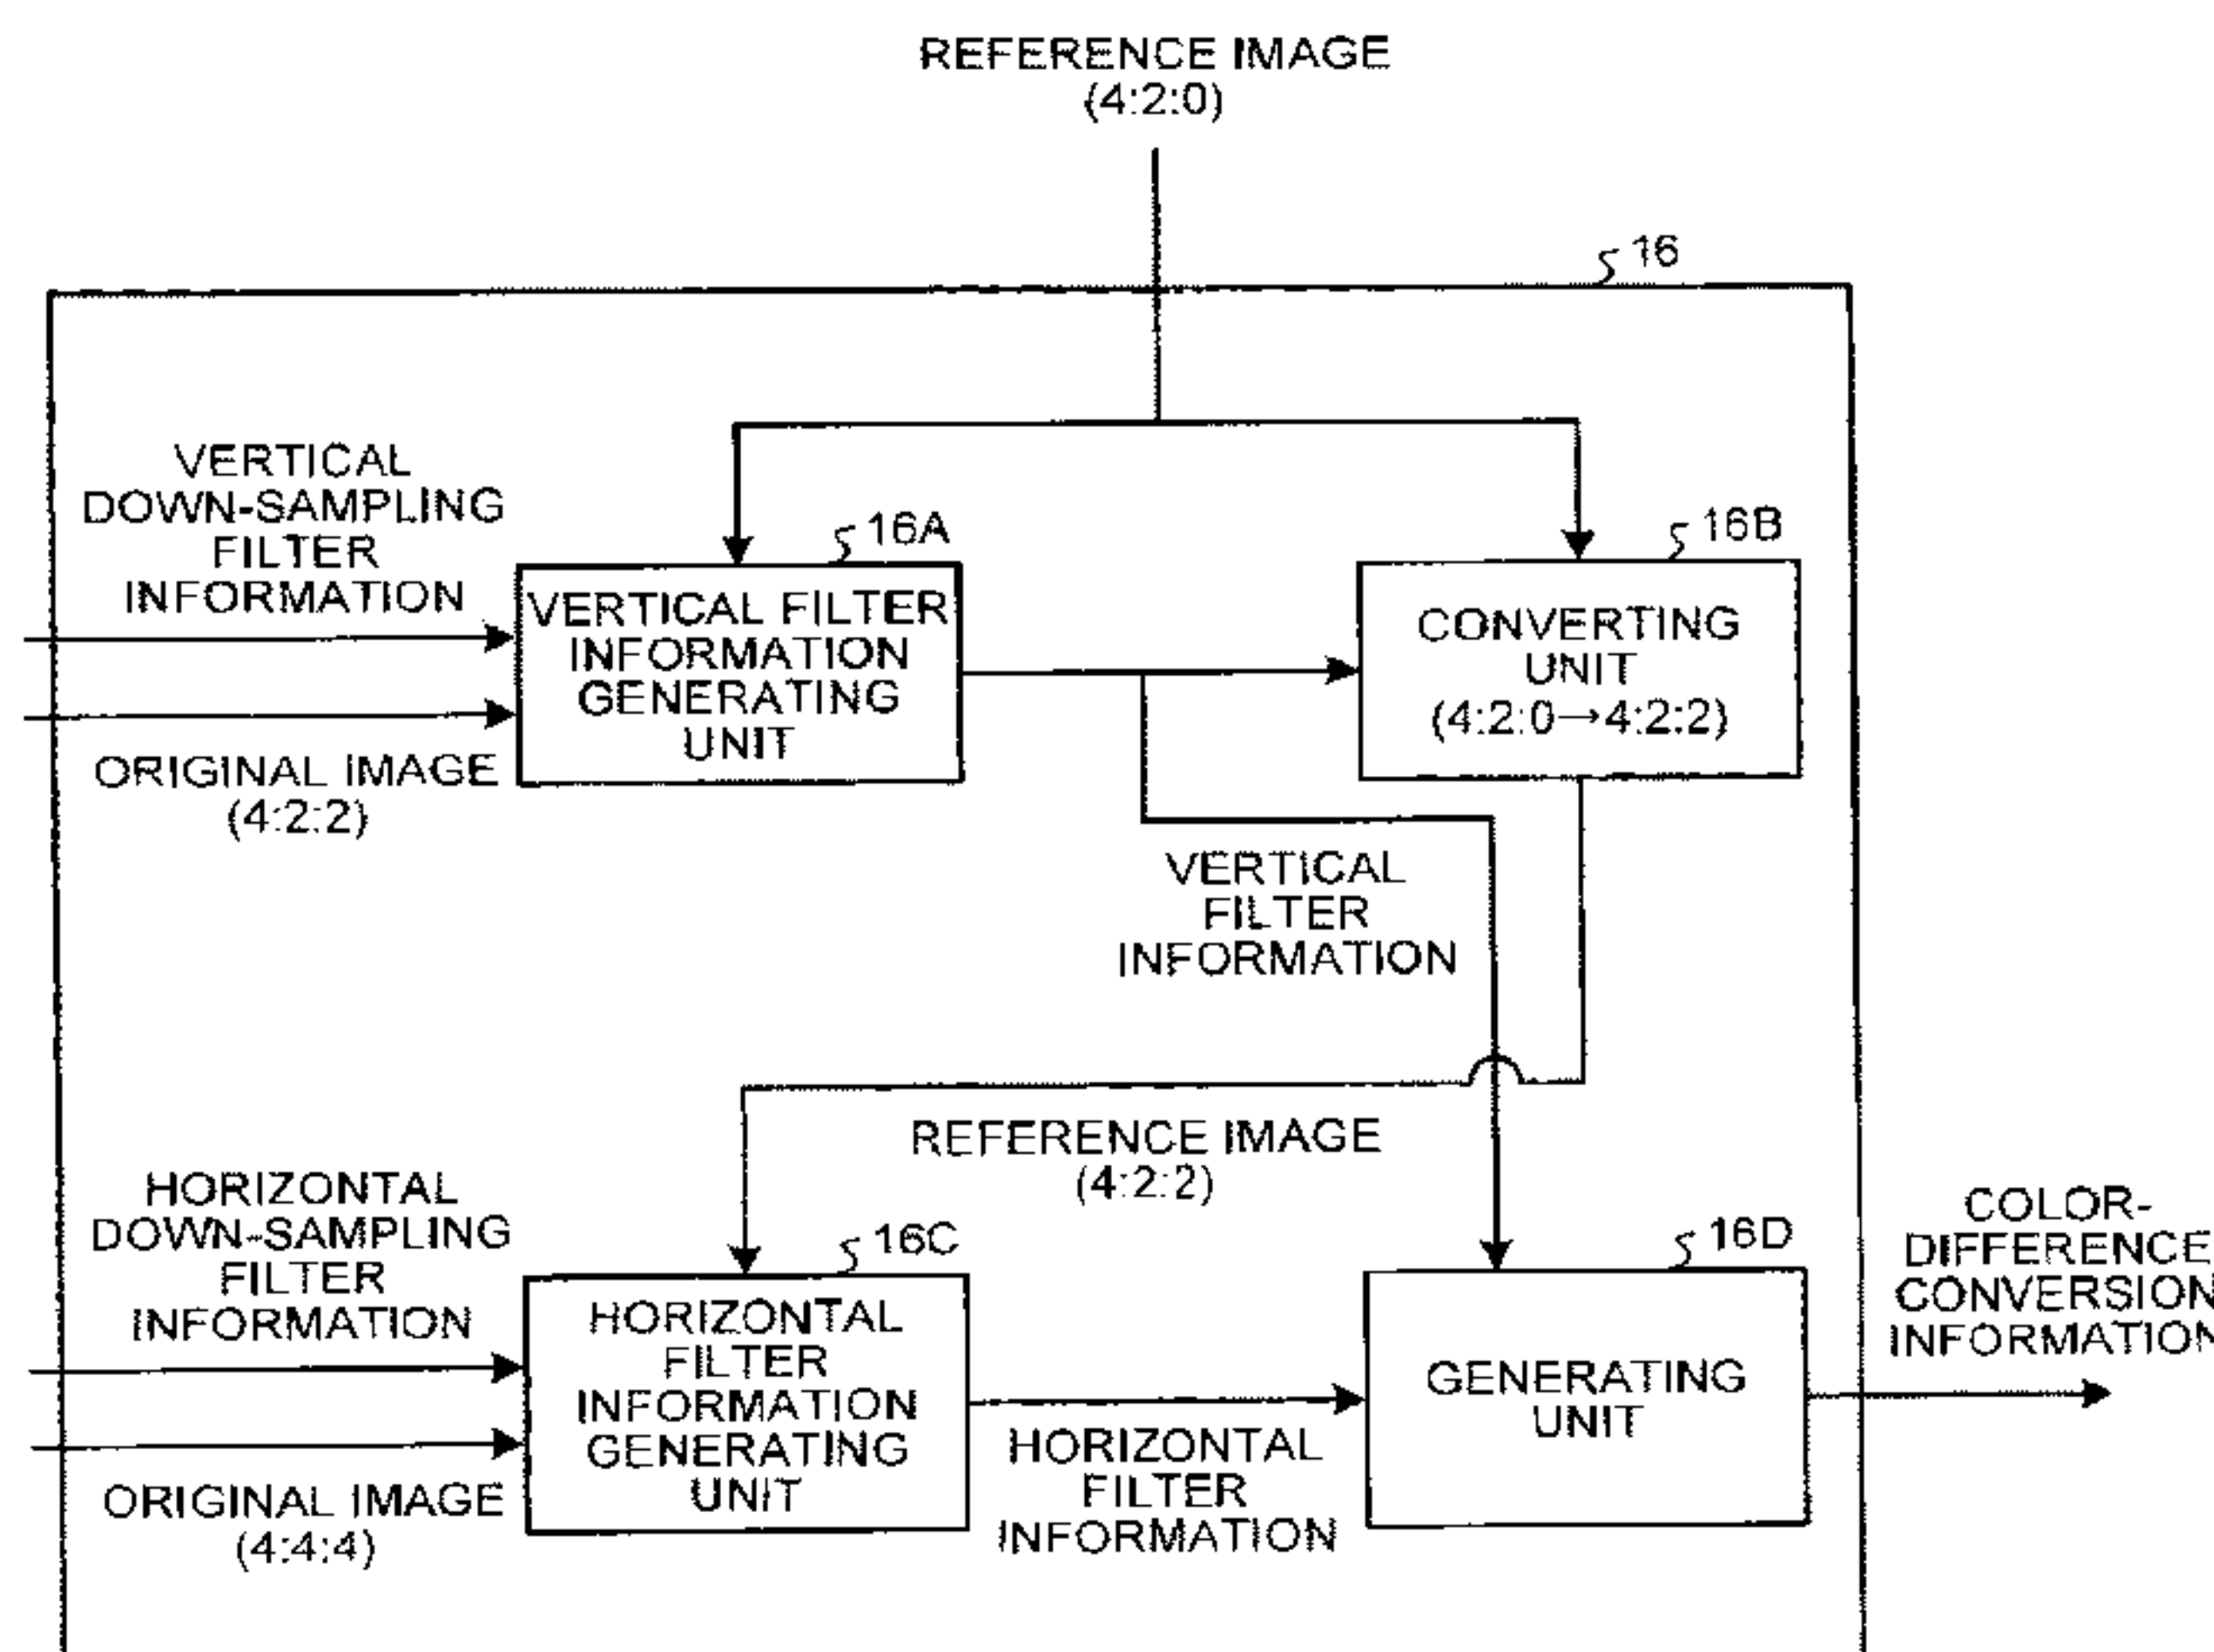 REFERENCE IMAGE
(4:2:0)
16
VERTICAL
DOWN-SAMPLING
FILTER
INFORMATION
ORIGINAL IMAGE
(4:2:2)
16A
VERTICAL FILTER
INFORMATION
GENERATING
UNIT
16B
CONVERTING
UNIT
(4:2:0→4:2:2)
VERTICAL
FILTER
INFORMATION
REFERENCE IMAGE
(4:2:2)
HORIZONTAL
DOWN-SAMPLING
FILTER
INFORMATION
ORIGINAL IMAGE
(4:4:4)
16C
HORIZONTAL
FILTER
INFORMATION
GENERATING
UNIT
HORIZONTAL
FILTER
INFORMATION
16D
GENERATING
UNIT
COLOR-
DIFFERENCE
CONVERSION
INFORMATION